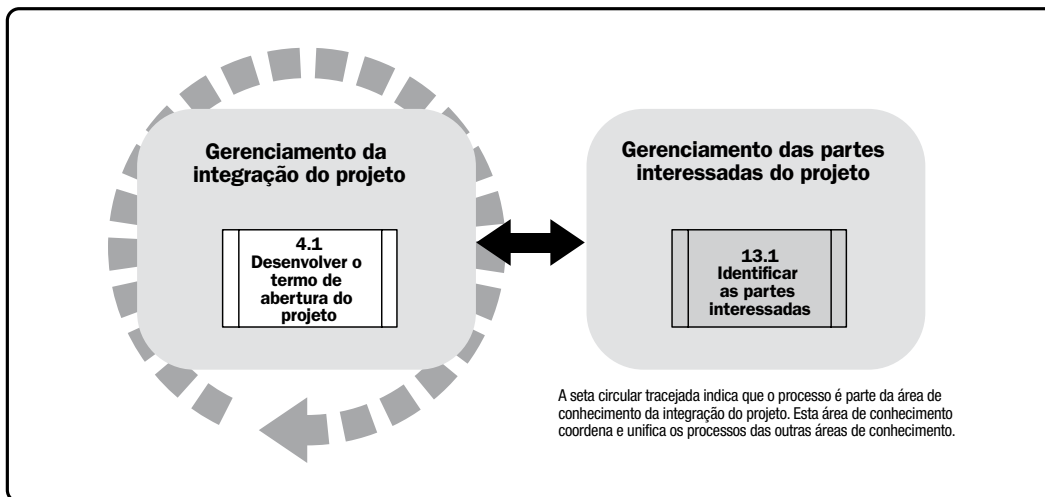 Gerenciamento da
integração do projeto
4.1
Desenvolver o
termo de
abertura do
projeto
Gerenciamento das partes
interessadas do projeto
13.1
Identificar
as partes
interessadas
A seta circular tracejada indica que o processo é parte da área de
conhecimento da integração do projeto. Esta área de conhecimento
coordena e unifica os processos das outras áreas de conhecimento.